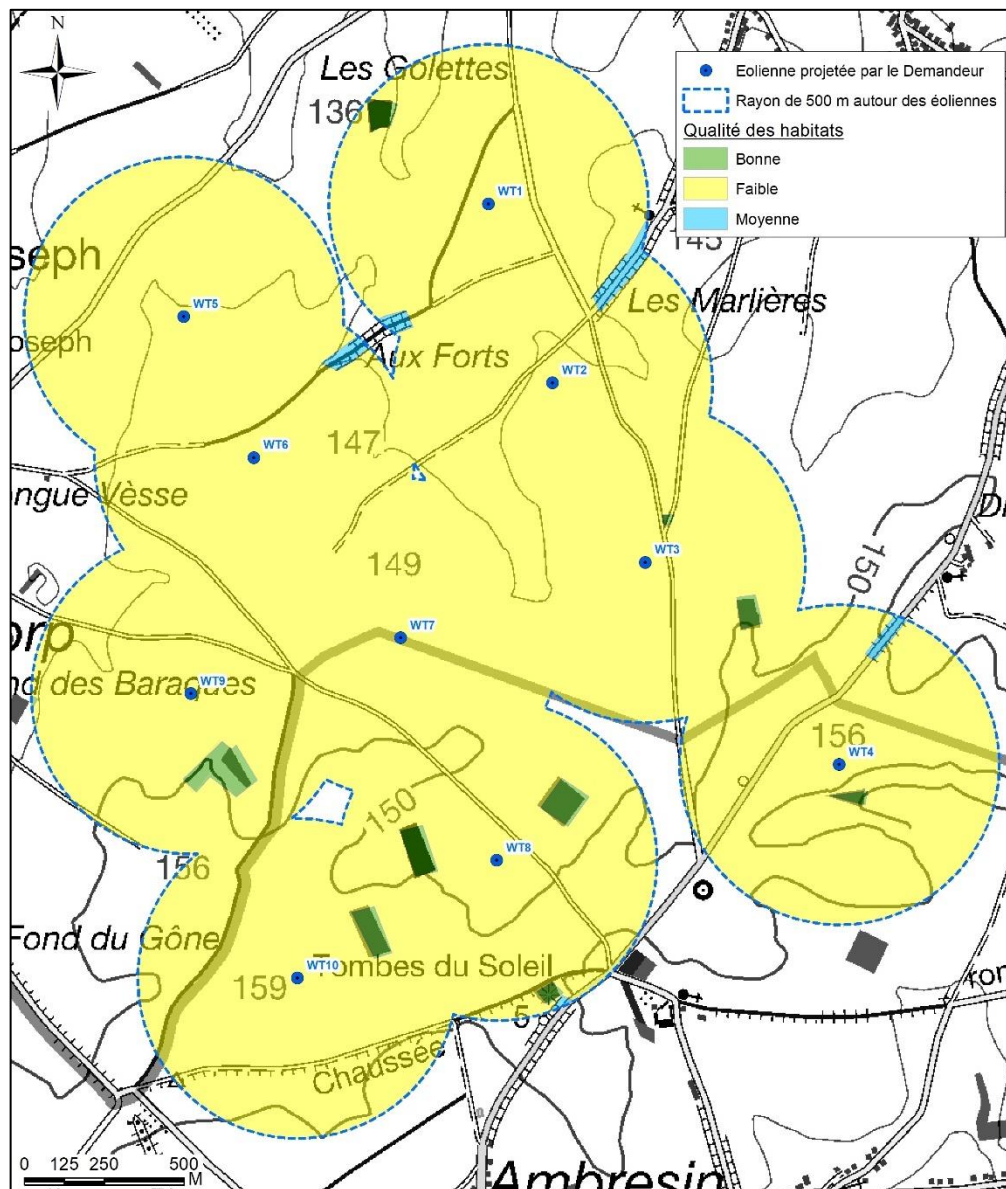 N
Les Golettes
136
Eolienne projetée par le Demandeur
Rayon de 500 m autour des éoliennes
Qualité des habitats
Bonne
Faible
Moyenne
WT1
145
seph
Les Marlières
WT5
oseph
Aux Forts
WT2
147
WT6
ongue Vèsse
149
WT3
150
WT7
orp
nd des Baraques
WT9
156
WT4
150
WT8
156
Fond du Gône
Tombes du Soleil
WT10
159
5
ron
Chaussée
0 125 250 500
M
Ambresin